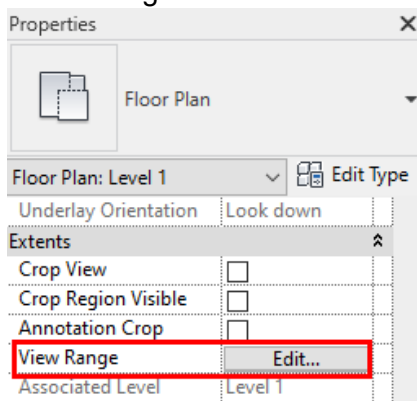 Properties
Floor Plan
Floor Plan: Level 1 Edit Type
Underlay Orientation Look down
Extents
Crop View
Crop Region Visible
Annotation Crop
View Range Edit...
Associated Level Level 1